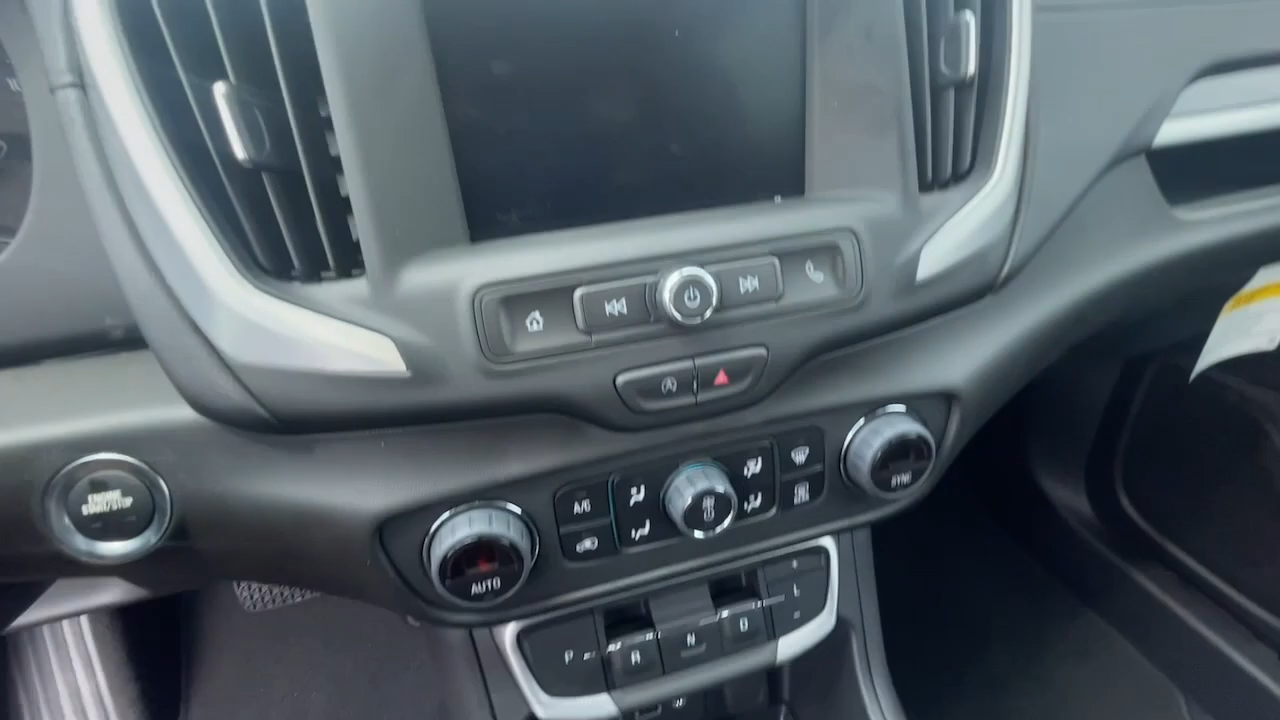 ENGINE
START/STOP
A/C
SYNC
AUTO
P
R
N
D
L